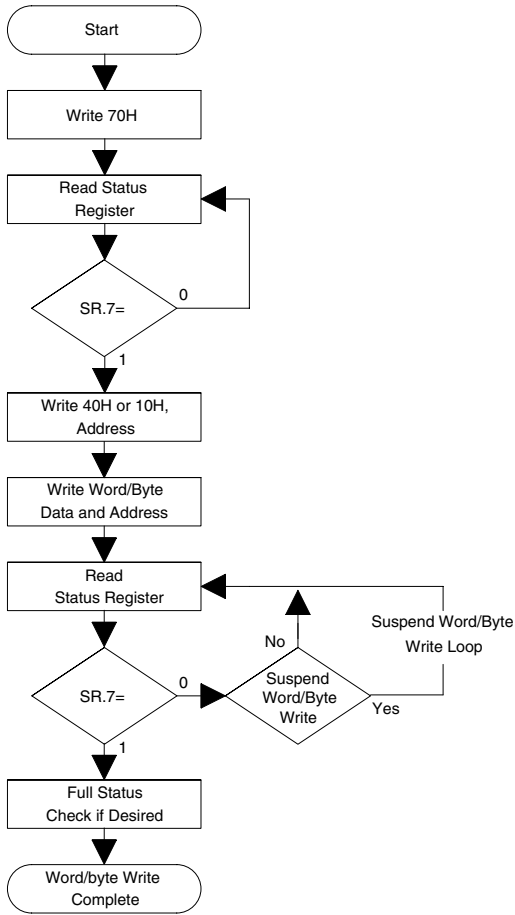 Start
Write 70H
Read Status
Register
SR.7=
0
1
Write 40H or 10H,
Address
Write Word/Byte
Data and Address
Read
Status Register
Suspend Word/Byte
Write Loop
No
SR.7=
0
Suspend
Word/Byte
Write
Yes
1
Full Status
Check if Desired
Word/byte Write
Complete